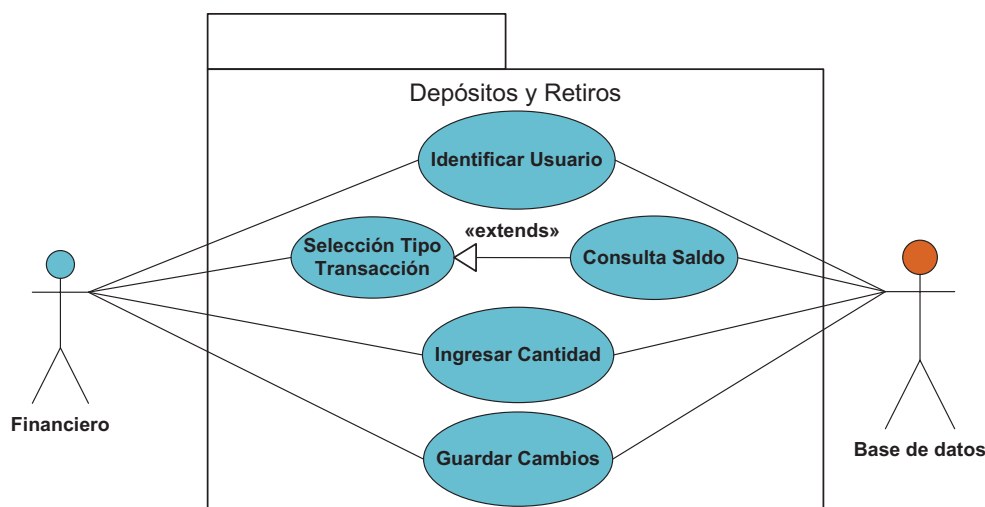 Depósitos y Retiros
Identificar Usuario
«extends»
Selección Tipo
Transacción
Consulta Saldo
Ingresar Cantidad
Financiero
Guardar Cambios
Base de datos